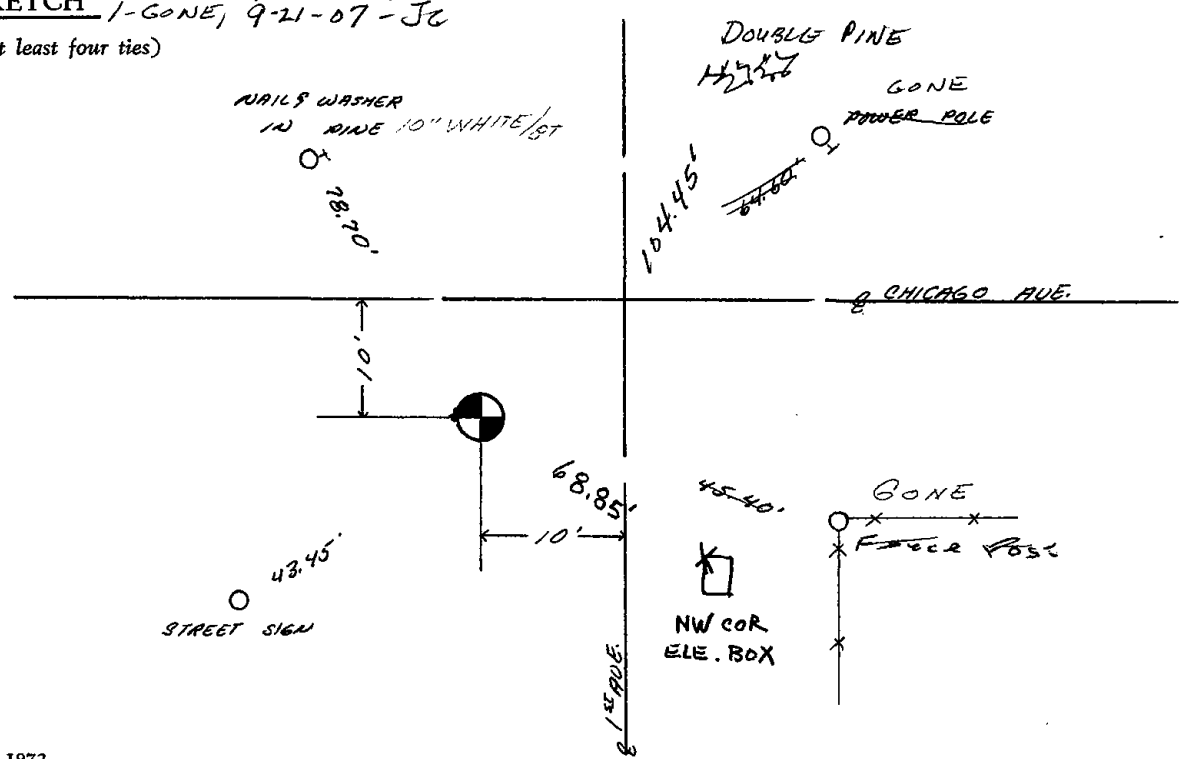 KETCH 1-GONE, 9-21-07-JC
t least four ties)
DOUBLE PINE
NAIL & WASHER
IN PINE 10" WHITE/BT
GONE
POWER POLE
78.70'
104.45'
64.60'
℄ CHICAGO AVE.
10'
68.85'
45.40'
GONE
10'
Fence Post
43.45'
STREET SIGN
NW COR
ELE. BOX
℄ 1ST AVE.
1972